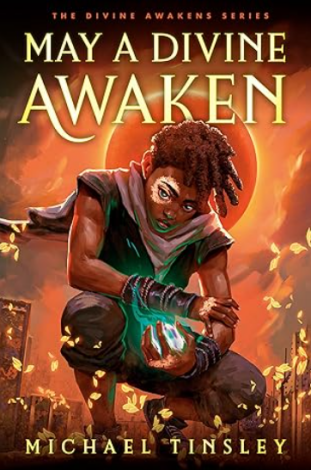 THE DIVINE AWAKENS SERIES
MAY A DIVINE
AWAKEN
MICHAEL TINSLEY